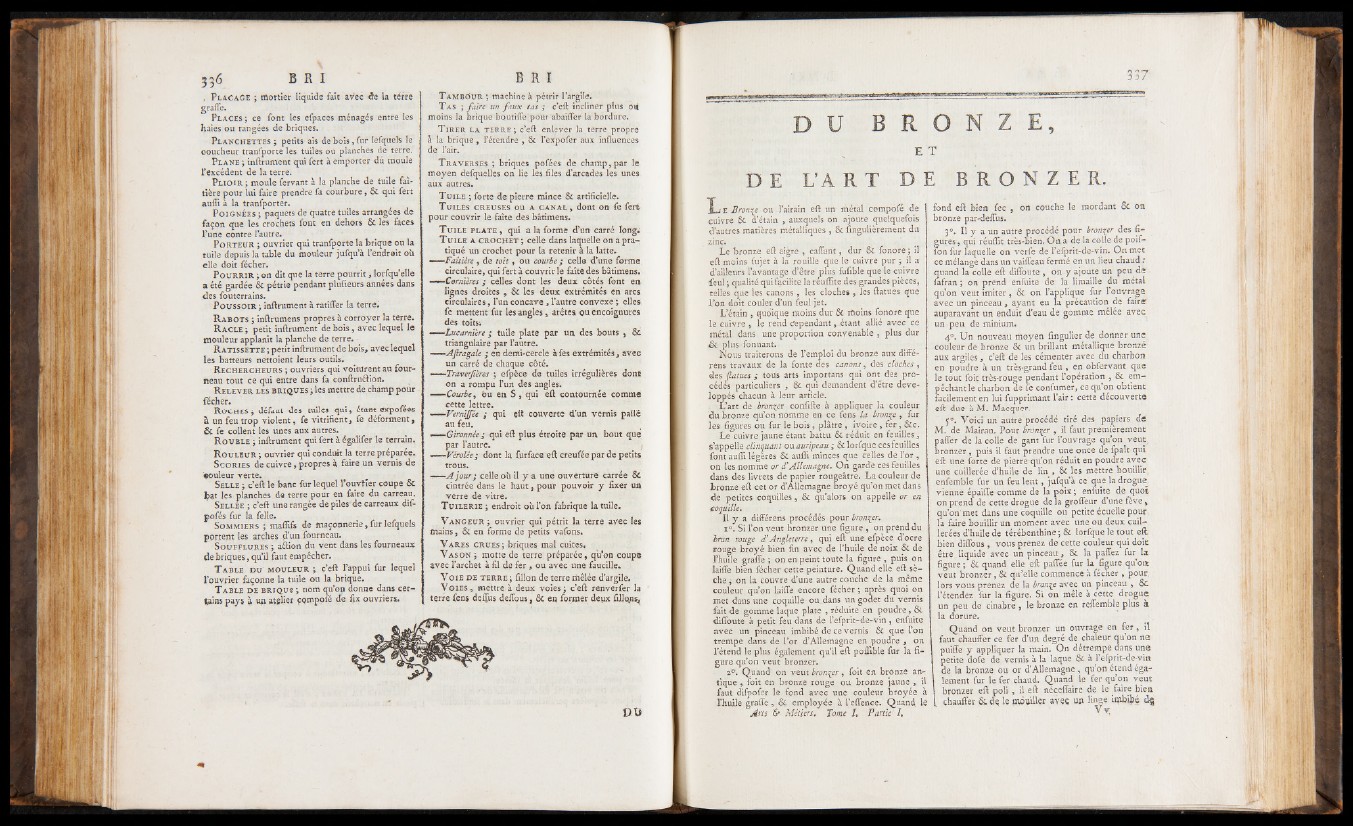 336 B R I
. PLACAGE ; mortier liquide fait avec de la terre
grasse.
PLACES ; ce sont les espaces ménagés entre les
haies ou rangées de briques.
PLANCHETTES ; petits ais de bois, sur lesquels le
coucheur transporte les tuiles ou planches de terre.
PLANE ; instrument qui sert à emporter du moule
l'excédent de la terre.
PLIOIR ; moule servant à la planche de tuile faî-
tière pour lui faire prendre sa courbure, & qui sert
aussi à la transporter.
POIGNÉES ; paquets de quatre tuiles arrangées de
façon que les crochets sont en dehors & les faces
l'une contre l'autre.
PORTEUR ; ouvrier qui transporte la brique ou la
tuile depuis la table du mouleur jusqu'à l'endroit où
elle doit sécher.
POURRIR ; on dit que la terre pourrit, lorsqu'elle
a été gardée & pétrie pendant plusieurs années dans
des souterrains.
POUSSOIR ; instrument à ratisser la terre.
RABOTS ; instrumens propres à corroyer la terre.
RACLE ; petit instrument de bois, avec lequel le
mouleur applanit la planche de terre.
RATISSETTE ; petit instrument de bois, avec lequel
les batteurs nettoient leurs outils.
RECHERCHEURS ; ouvriers qui voiturent au four-
neau tout ce qui entre dans sa construction.
RELEVER LES BRIQUES ; les mettre de champ pour
sécher.
ROCHES, défaut des tuiles qui, étant exposées
à un feu trop violent, se vitrifient, se déforment,
& se collent les unes aux autres.
ROUBLE ; instrument qui sert à égaliser le terrain.
ROULEUR ; ouvrier qui conduit la terre préparée.
SCORIES de cuivre, propres à faire un vernis de
couleur verte.
SELLE ; c'est le banc sur lequel l'ouvrier coupe &
bat les planches de terre pour en faire du carreau.
SELLÉE ; c'est une rangée de piles de carreaux dis-
posés sur la selle.
SOMMIERS ; massifs de maçonnerie, sur lesquels
portent les arches d'un fourneau.
SOUFFLURES ; action du vent dans les fourneaux
de briques, qu'il faut empêcher.
TABLE DU MOULEUR ; c'est l'appui sur lequel
l'ouvrier façonne la tuile ou la brique.
TABLE DE BRIQUE ; nom qu'on donne dans cer-
tains pays à un atelier composé de six ouvriers.
B R I
TAMBOUR ; machine à pétrir l'argile.
TAS ; faire un faux tas ; c'est incliner plus ou
moins la brique boutisse pour abaisser la bordure.
TIRER LA TERRE ; c'est enlever la terre propre
à la brique, l'étendre, & l'exposer aux influences
de l'air.
TRAVERSES ; briques posées de champ, par le
moyen desquelles on lie les files d'arcades les unes
aux autres.
TUILE ; sorte de pierre mince & artificielle.
TUILES CREUSES OU A CANAL, dont on se sert
pour couvrir le faîte des bâtimens.
TUILE PLATE, qui a la forme d'un carré long.
TUILE A CROCHET ; celle dans laquelle on a pra-
tiqué un crochet pour la retenir à la latte.
——Faîtière, de toit, ou courbée ; celle d'une forme
circulaire, qui sert à couvrir le faîte des bâtimens.
——Cornières ; celles dont les deux côtés sont en
lignes droites, & les deux extrémités en arcs
circulaires, l'un concave, l'autre convexe ; elles
se mettent sur les angles, arêtes ou encoignures
des toits.
——Lucarnière ; tuile plate par un des bouts, &
triangulaire par l'autre.
——Astragale ; en demi-cercle à ses extrémités, avec
un carré de chaque côté.
——Traversières ; espèce de tuiles irrégulières dont
on a rompu l'un des angles.
——Courbe, ou en S, qui est contournée comme
cette lettre.
——Vernissée ; qui est couverte d'un vernis passé
au feu.
——Gironnée ; qui est plus étroite par un bout que
par l'autre.
——Vérolée ; dont la surface est creusée par de petits
trous.
——A jour ; celle où il y a une ouverture carrée &
cintrée dans le haut, pour pouvoir y fixer un
verre de vitre.
TUILERIE ; endroit où l'on fabrique la tuile.
VANGEUR ; ouvrier qui pétrit la terre avec les
mains, & en forme de petits vasons.
VARES CRUES ; briques mal cuites.
VASON ; motte de terre préparée, qu'on coupe
avec l'archet à fil de fer, ou avec une faucille.
VOIE DE TERRE ; sillon de terre mêlée d'argile.
VOIES, mettre à deux voies ; c'est renverser la
terre sens dessus dessous, & en former deux sillons.
DU
337
DU BRONZE,
ET
DE L'ART DE BRONZER.
LE Bronze ou l'airain est un métal composé de
cuivre & d'étain, auxquels on ajoute quelquefois
d'autres matières métalliques, & singulièrement du
zinc.
Le bronze est aigre, cassant, dur & sonore ; il
est moins sujet à la rouille que le cuivre pur ; il a
d'ailleurs l'avantage d'être plus fusible que le cuivre
seul ; qualité qui facilite la réussite des grandes pièces,
telles que les canons, les cloches, les statues que
l'on doit couler d'un seul jet.
L'étain, quoique moins dur & moins sonore que
le cuivre, le rend cependant, étant allié avec ce
métal dans une proportion convenable, plus dur
& plus sonnant.
Nous traiterons de l'emploi du bronze aux diffé-
rens travaux de la fonte des canons, des cloches,
des statues ; tous arts importans qui ont des pro-
cédés particuliers, & qui demandent d'être déve-
loppés chacun à leur article.
L'art de bronzer consiste à appliquer la couleur
du bronze qu'on nomme en ce sens la bronze, sur
les figures ou sur le bois, plâtre, ivoire, fer, &c.
Le cuivre jaune étant battu & réduit en feuilles,
s'appelle clinquant ou auripeau ; & lorsque ces feuilles
sont aussi légères & aussi minces que celles de l'or,
on les nomme or d'Allemagne. On garde ces feuilles
dans des livrets de papier rougeâtre. La couleur de
bronze est cet or d'Allemagne broyé qu'on met dans
de petites coquilles, & qu'alors on appelle or en
coquille.
Il y a différens procédés pour bronzer.
1°. Si l'on veut bronzer une figure, on prend du
brun rouge d'Angleterre, qui est une espèce d'ocre
rouge broyé bien fin avec de l'huile de noix & de
l'huile grasse ; on en peint toute la figure, puis on
laisse bien sécher cette peinture. Quand elle est sè-
che, on la couvre d'une autre couche de la même
couleur qu'on laisse encore sécher ; après quoi on
met dans une coquille ou dans un godet du vernis
fait de gomme laque plate, réduite en poudre, &
dissoute à petit feu dans de l'esprit-de-vin, ensuite
avec un pinceau imbibé de ce vernis & que l'on
trempe dans de l'or d'Allemagne en poudre, on
l'étend le plus également qu'il est possible sur la fi-
gure qu'on veut bronzer.
2°. Quand on veut bronzer, soit en bronze an-
tique, soit en bronze rouge ou bronze jaune, il
faut disposer le fond avec une couleur broyée à
l'huile grasse, & employée à l'essence. Quand le
Arts & Métiers. Tome I. Partie I.
fond est bien sec, on couche le mordant & on
bronze par-dessus.
3°. Il y a un autre procédé pour bronzer des fi-
gures, qui réussit très-bien. On a de la colle de pois-
son sur laquelle on verse de l'esprit-de-vin. On met
ce mélange dans un vaisseau fermé en un lieu chaud :
quand la colle est dissoute, on y ajoute un peu de
safran ; on prend ensuite de la limaille du métal
qu'on veut imiter, & on l'applique sur l'ouvrage
avec un pinceau, ayant eu la précaution de faire
auparavant un enduit d'eau de gomme mêlée avec
un peu de minium.
4°. Un nouveau moyen singulier de donner une
couleur de bronze & un brillant métallique bronzé
aux argiles, c'est de les cémenter avec du charbon
en poudre à un très-grand feu, en observant que
le tout soit très-rouge pendant l'opération, & em-
pêchant le charbon de se consumer, ce qu'on obtient
facilement en lui supprimant l'air : cette découverte
est due à M. Macquer.
5°. Voici un autre procédé tiré des papiers de
M. de Mairan. Pour bronzer, il faut premièrement
passer de la colle de gant sur l'ouvrage qu'on veut
bronzer, puis il faut prendre une once de spalt qui
est une sorte de pierre qu'on réduit en poudre avec
une cuillerée d'huile de lin, & les mettre bouillir
ensemble sur un feu lent, jusqu'à ce que la drogue
vienne épaisse comme de la poix ; ensuite de quoi
on prend de cette drogue de la grosseur d'une fève,
qu'on met dans une coquille ou petite écuelle pour
la faire bouillir un moment avec une ou deux cuil-
lerées d'huile de térébenthine ; & lorsque le tout est
bien dissous, vous prenez de cette couleur qui doit
être liquide avec un pinceau, & la passez sur la
figure ; & quand elle est passée sur la figure qu'on
veut bronzer, & qu'elle commence à sécher, pour
lors vous prenez de la bronze avec un pinceau, &
l'étendez sur la figure. Si on mêle à cette drogue
un peu de cinabre, le bronze en ressemble plus à
la dorure.
Quand on veut bronzer un ouvrage en fer, il
faut chauffer ce fer d'un degré de chaleur qu'on ne
puisse y appliquer la main. On détrempe dans une
petite dose de vernis à la laque & à l'esprit-de-vin
de la bronze ou or d'Allemagne, qu'on étend éga-
lement sur le fer chaud. Quand le fer qu'on veut
bronzer est poli, il est nécessaire de le faire bien
chauffer & de le mouiller avec un linge imbibé de
V v.